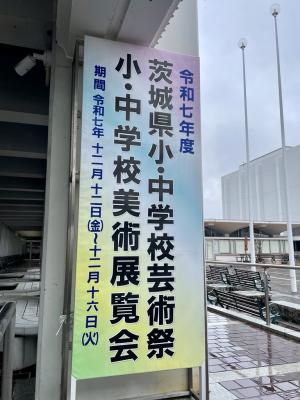 令和七年度
茨城県小・中学校芸術祭
小・中学校美術展覧会
期間 令和七年 十二月十二日(金)~十二月十六日(火)